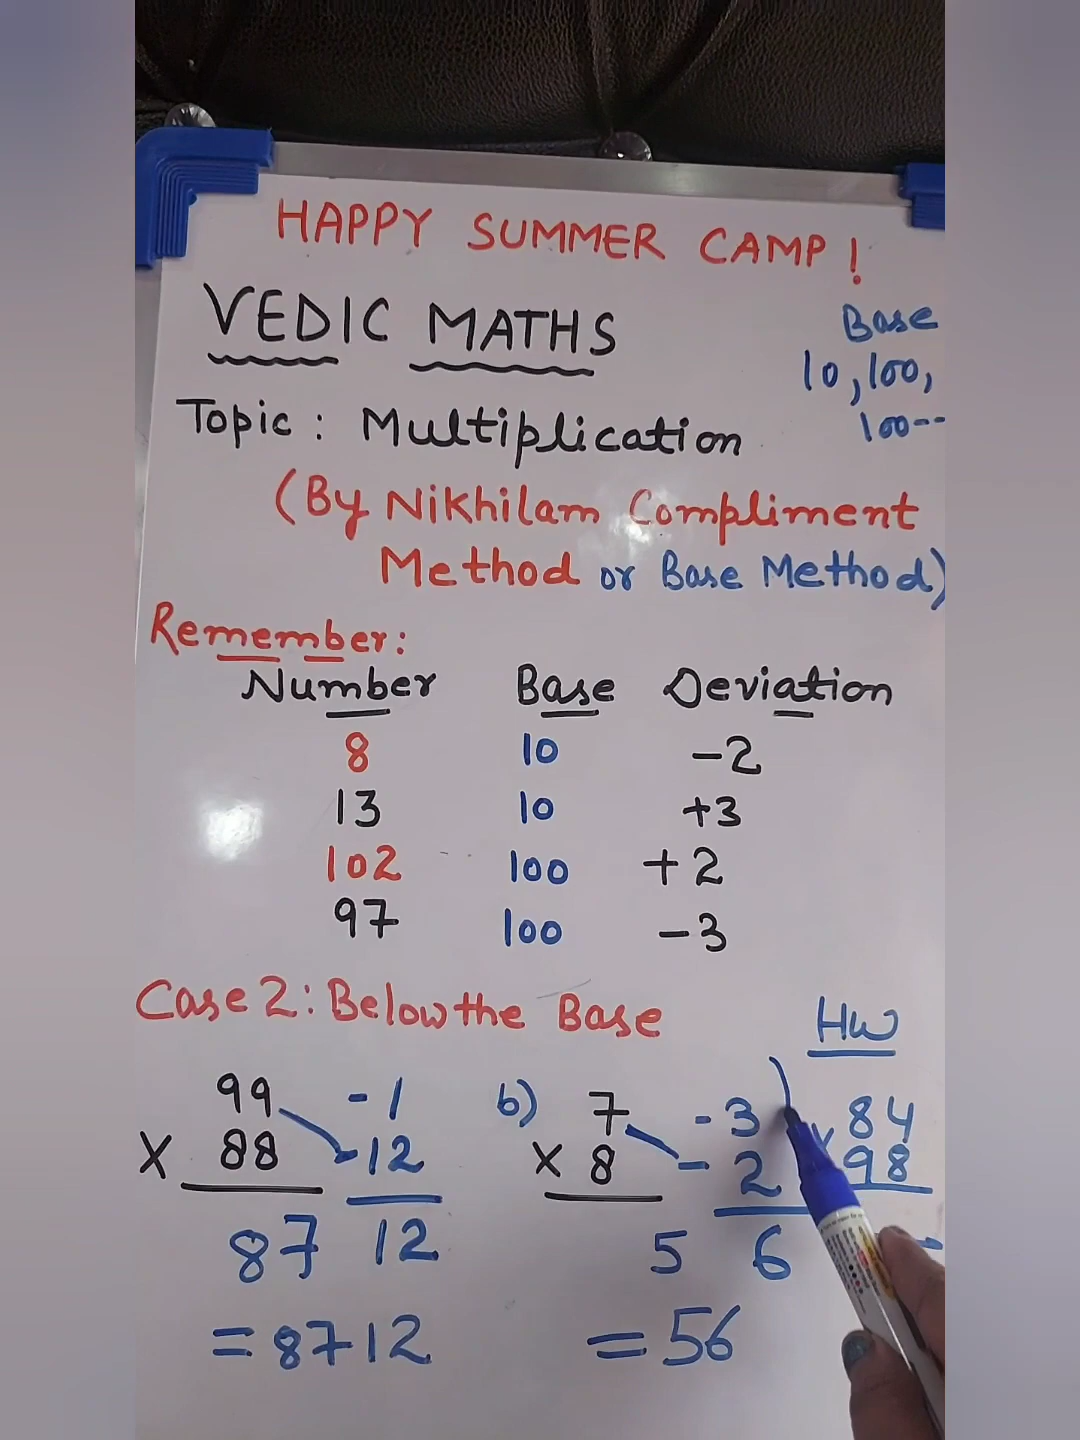 HAPPY SUMMER CAMP!
VEDIC MATHS
Base
10, 100,
100--
Topic: Multiplication
(By Nikhilam Compliment
Method or Base Method)
Remember:
Number Base Deviation
8 10 -2
13 10 +3
102 100 +2
97 100 -3
Case 2: Below the Base
HW
99 -1 b) 7 -3 84
X 88 -12 X 8 -2 x 98
87 12 5 6
=8712 =56